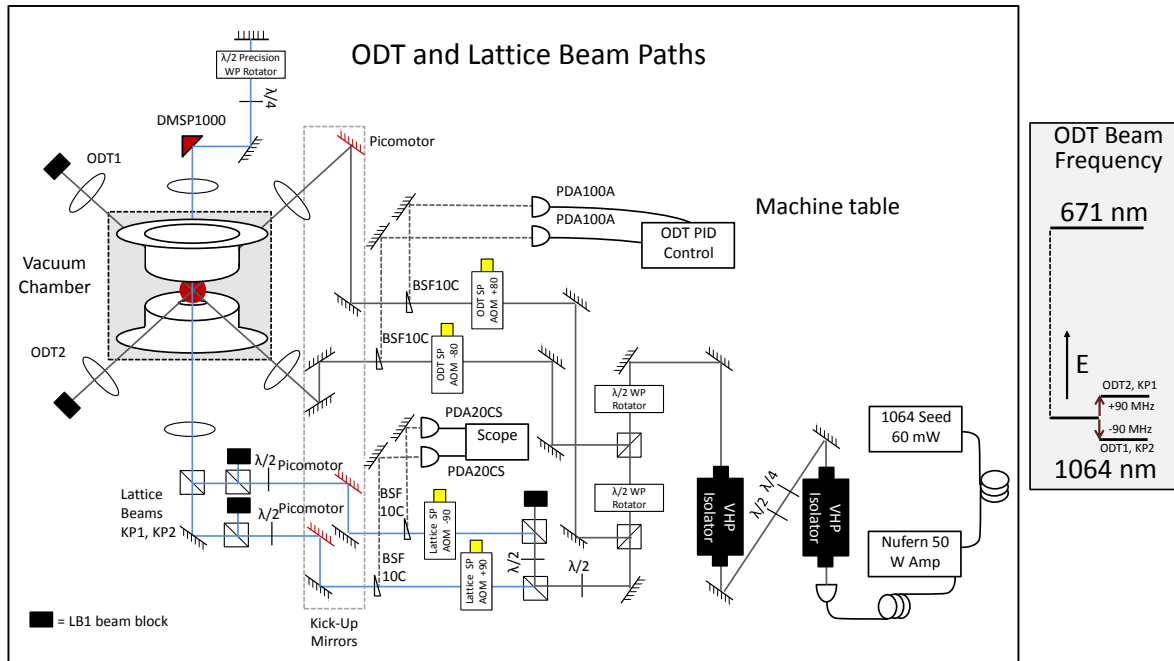 ODT and Lattice Beam Paths
λ/2 Precision
WP Rotator
λ/4
DMSP1000
ODT1
Picomotor
PDA100A
PDA100A
ODT PID
Control
Machine table
Vacuum
Chamber
BSF10C
ODT SP
AOM +80
ODT2
BSF10C
ODT SP
AOM -80
λ/2 WP
Rotator
PDA20CS
Scope
PDA20CS
λ/2
Picomotor
Lattice
Beams
KP1, KP2
λ/2
Picomotor
BSF
10C
Lattice SP
AOM -90
BSF
10C
Lattice SP
AOM +90
λ/2
λ/2
λ/2 WP
Rotator
VHP
Isolator
λ/2
λ/4
VHP
Isolator
1064 Seed
60 mW
Nufern 50
W Amp
= LB1 beam block
Kick-Up
Mirrors
ODT Beam
Frequency
671 nm
E
ODT2, KP1
+90 MHz
-90 MHz
ODT1, KP2
1064 nm